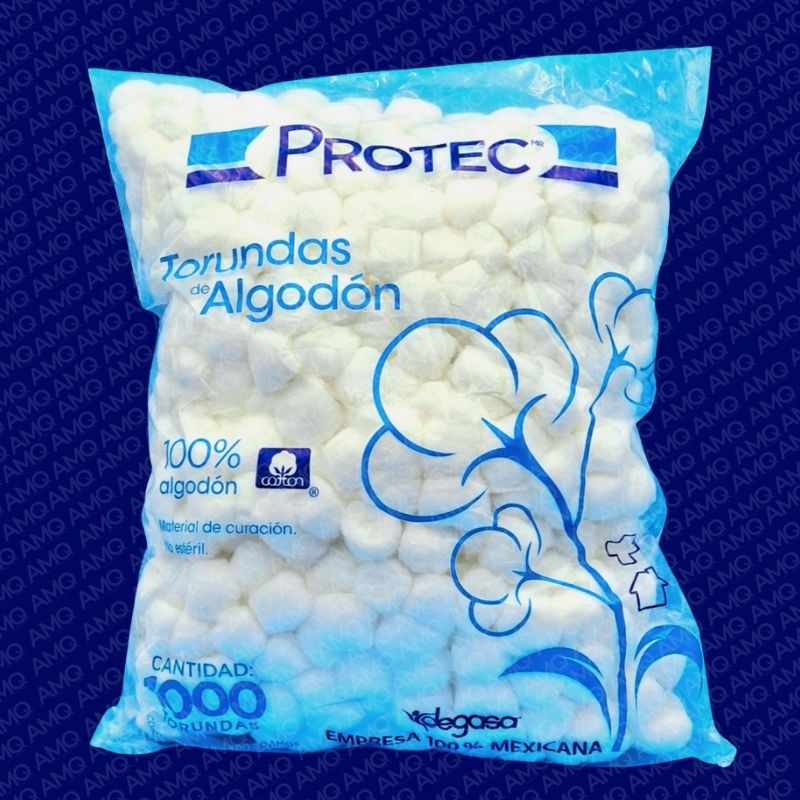 PROTEC MR
Torundas
de Algodón
100%
algodón
cotton ®
Material de curación.
No estéril.
CANTIDAD:
1000
TORUNDAS
degasa
EMPRESA 100% MEXICANA
AMQ